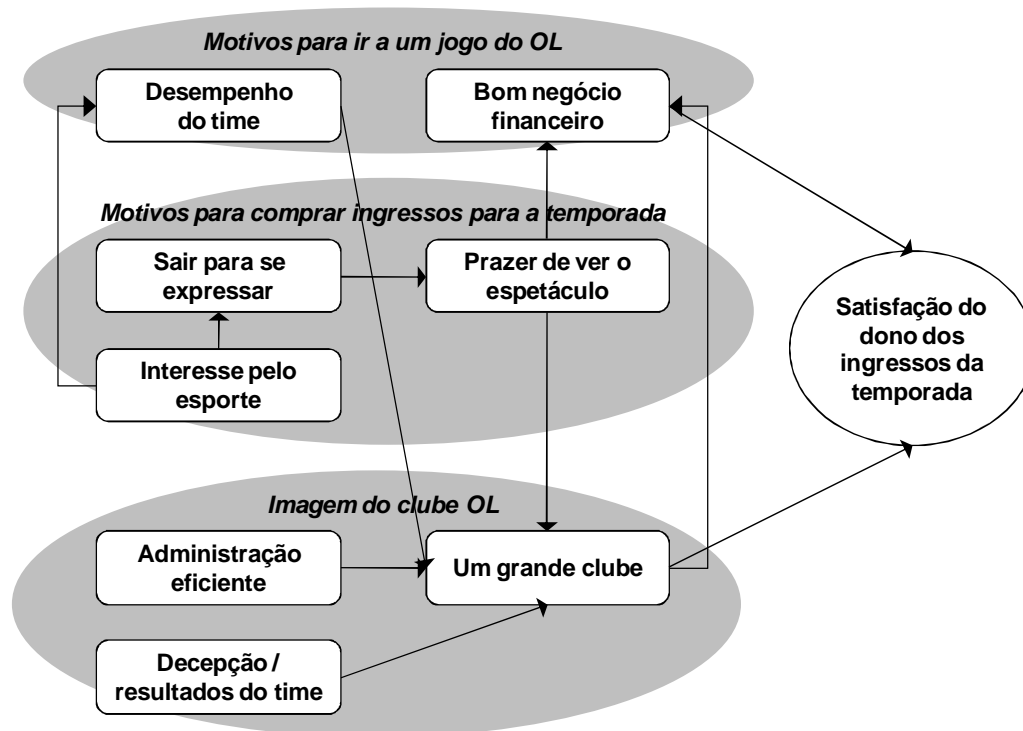 Motivos para ir a um jogo do OL
Desempenho
do time
Bom negócio
financeiro
Motivos para comprar ingressos para a temporada
Sair para se
expressar
Prazer de ver o
espetáculo
Interesse pelo
esporte
Satisfação do
dono dos
ingressos da
temporada
Imagem do clube OL
Administração
eficiente
Um grande clube
Decepção /
resultados do time